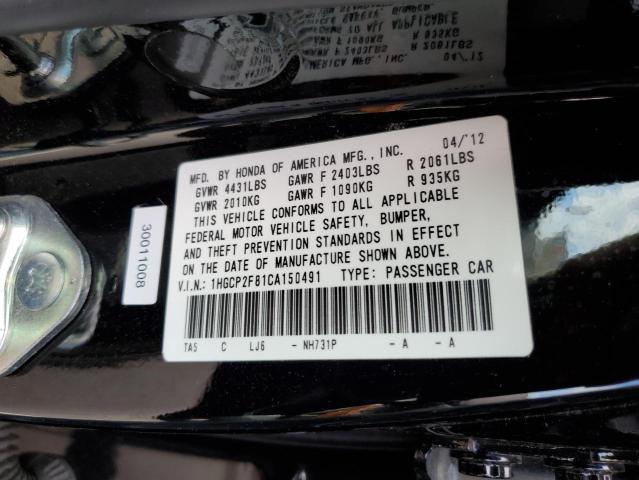 MFD. BY HONDA OF AMERICA MFG., INC. 04/'12
GVWR 4431LBS GAWR F 2403LBS R 2061LBS
GVWR 2010KG GAWR F 1090KG R 935KG
THIS VEHICLE CONFORMS TO ALL APPLICABLE
FEDERAL MOTOR VEHICLE SAFETY, BUMPER,
AND THEFT PREVENTION STANDARDS IN EFFECT
ON THE DATE OF MANUFACTURE SHOWN ABOVE.
V.I.N.: 1HGCP2F81CA150491 TYPE: PASSENGER CAR
TA5 C LJ6 - NH731P - A - A
30011008